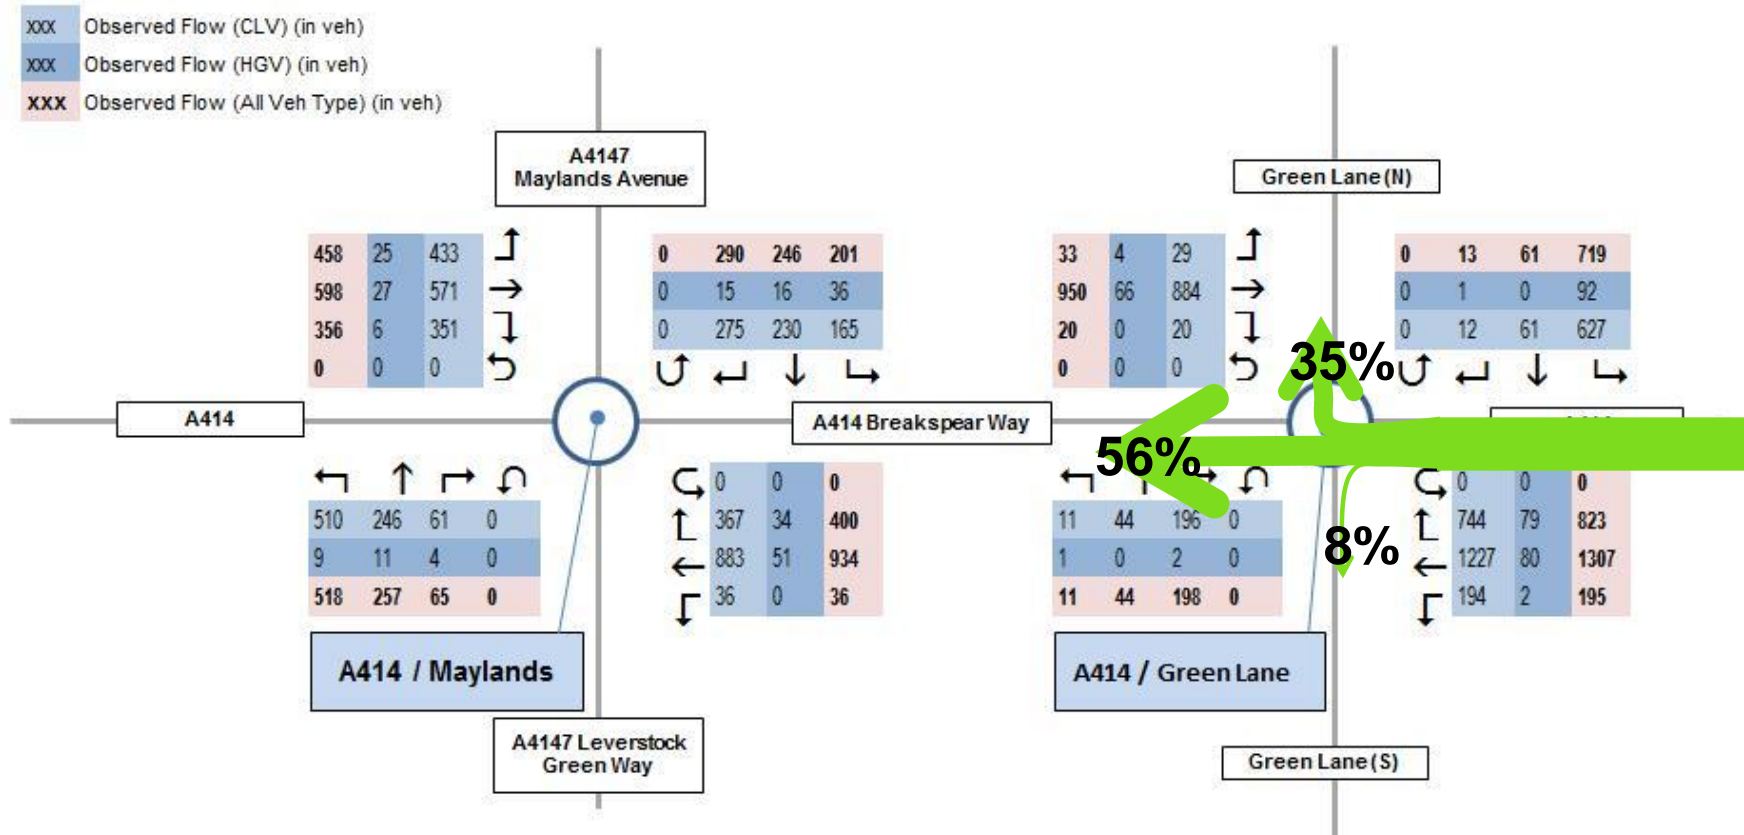 xxx Observed Flow (CLV) (in veh)
xxx Observed Flow (HGV) (in veh)
xxx Observed Flow (All Veh Type) (in veh)
A4147
Maylands Avenue
Green Lane (N)
458 25 433
598 27 571
356 6 351
0 0 0
0 290 246 201
0 15 16 36
0 275 230 165
33 4 29
950 66 884
20 0 20
0 0 0
0 13 61 719
0 1 0 92
0 12 61 627
35%
A414
A414 Breakspear Way
56%
510 246 61 0
9 11 4 0
518 257 65 0
0 0 0
367 34 400
883 51 934
36 0 36
11 44 196 0
1 0 2 0
11 44 198 0
8%
0 0 0
744 79 823
1227 80 1307
194 2 195
A414 / Maylands
A414 / Green Lane
A4147 Leverstock
Green Way
Green Lane (S)